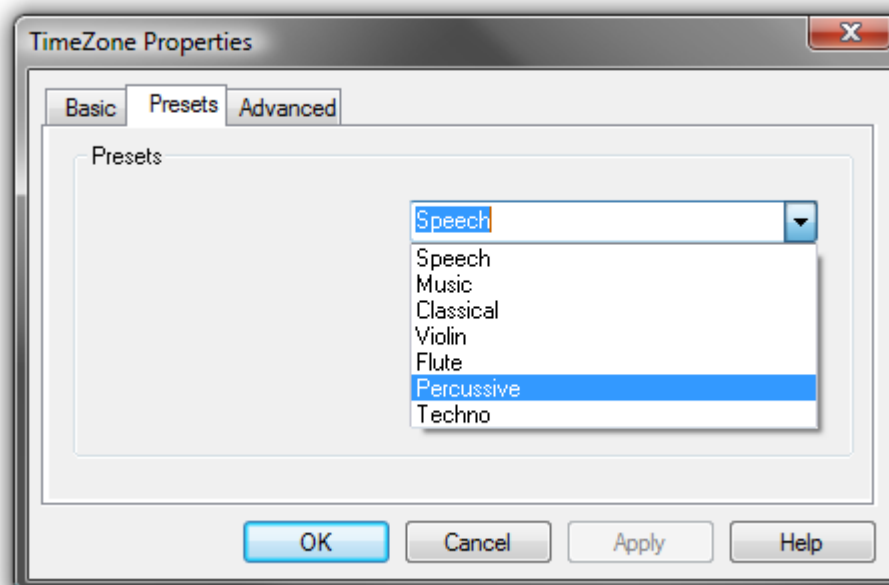 TimeZone Properties
Basic Presets Advanced
Presets
Speech
Speech
Music
Classical
Violin
Flute
Percussive
Techno
OK Cancel Apply Help